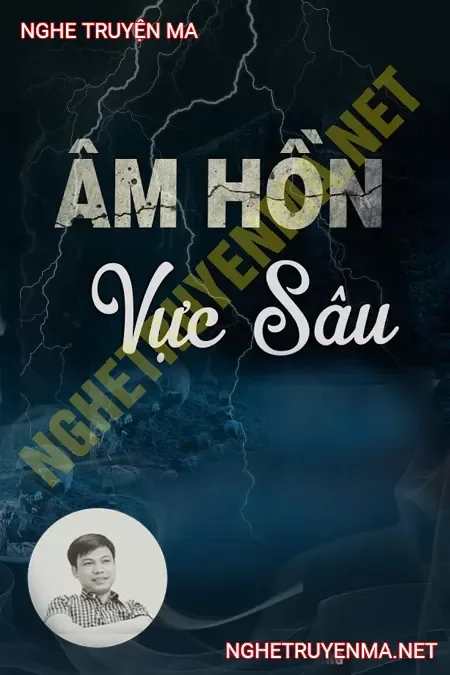 NGHE TRUYỆN MA
ÂM HỒN
Vực Sâu
NGHETRUYENMA.NET
NGHETRUYENMA.NET